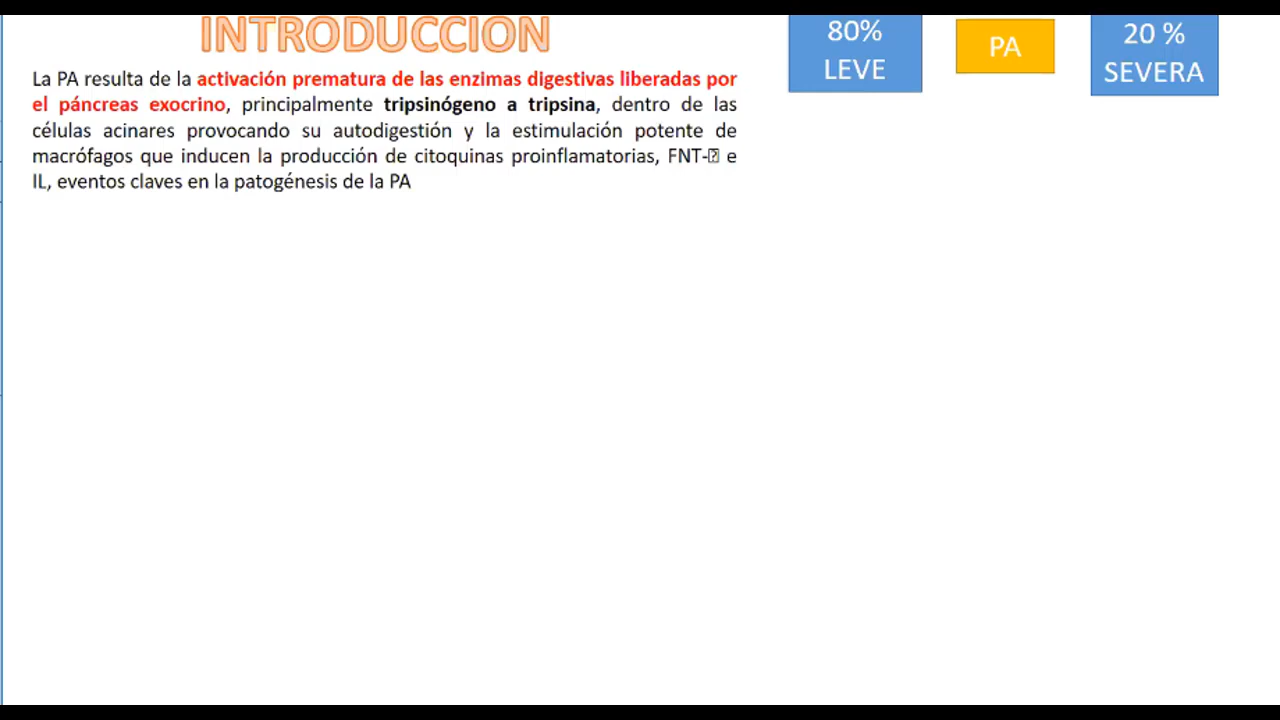 INTRODUCCION
La PA resulta de la activación prematura de las enzimas digestivas liberadas por
el páncreas exocrino, principalmente tripsinógeno a tripsina, dentro de las
células acinares provocando su autodigestión y la estimulación potente de
macrófagos que inducen la producción de citoquinas proinflamatorias, FNT-⍰ e
IL, eventos claves en la patogénesis de la PA
80%
LEVE
PA
20 %
SEVERA